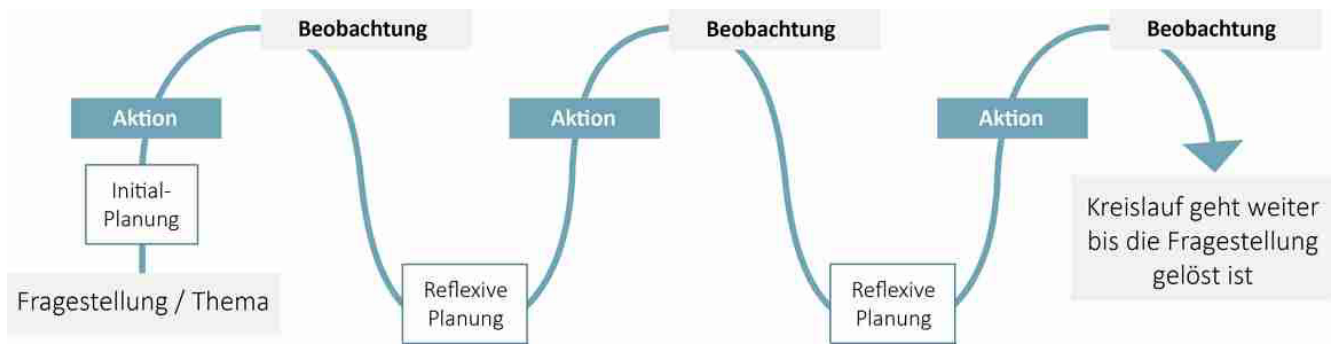 Fragestellung / Thema
Initial-
Planung
Aktion
Beobachtung
Reflexive
Planung
Aktion
Beobachtung
Reflexive
Planung
Aktion
Beobachtung
Kreislauf geht weiter
bis die Fragestellung
gelöst ist